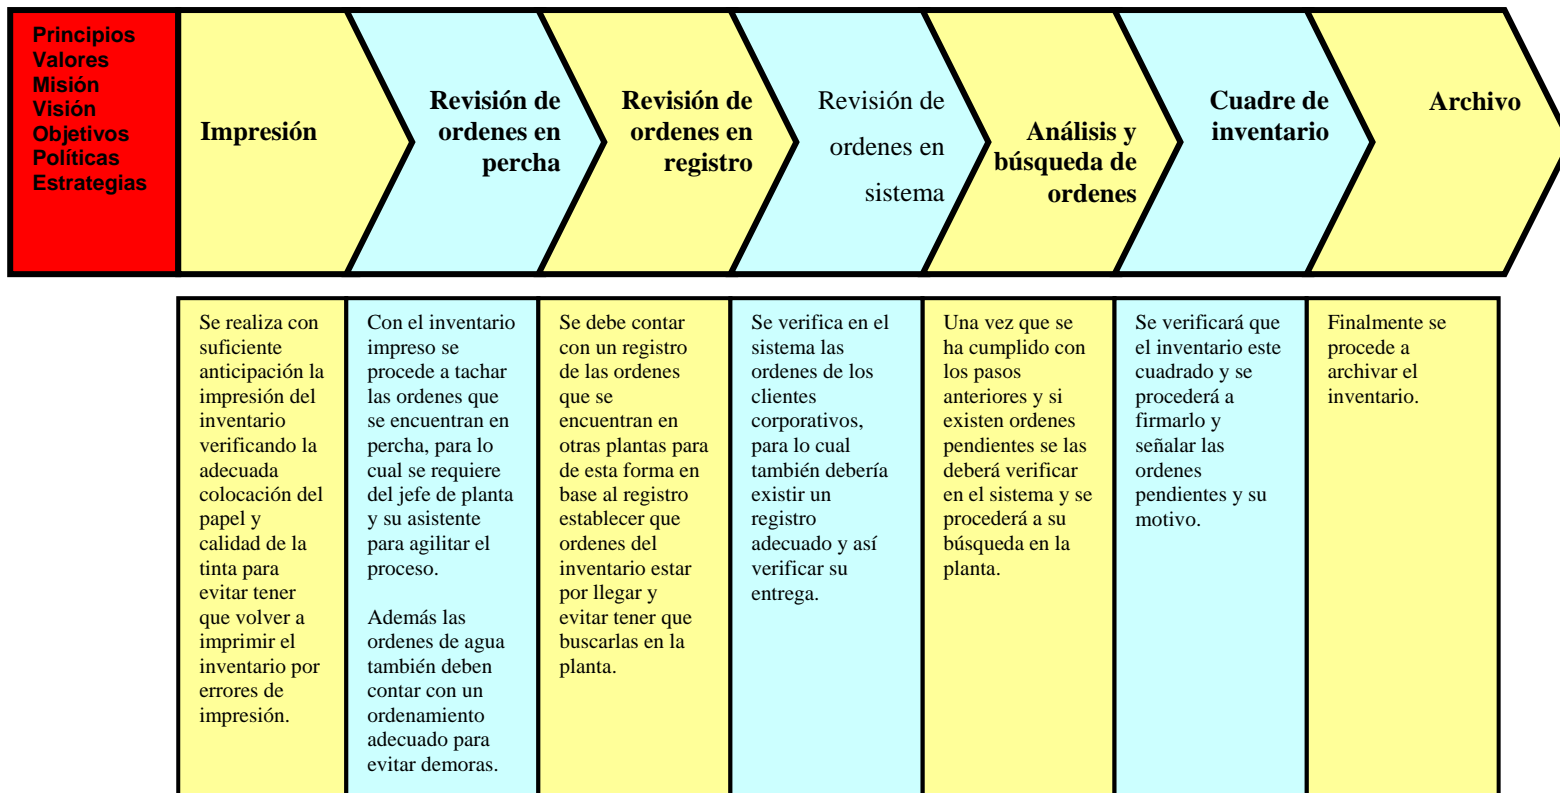 Principios
Valores
Misión
Visión
Objetivos
Políticas
Estrategias
Impresión
Revisión de
ordenes en
percha
Revisión de
ordenes en
registro
Revisión de
ordenes en
sistema
Análisis y
búsqueda de
ordenes
Cuadre de
inventario
Archivo
Se realiza con
suficiente
anticipación la
impresión del
inventario
verificando la
adecuada
colocación del
papel y
calidad de la
tinta para
evitar tener
que volver a
imprimir el
inventario por
errores de
impresión.
Con el inventario
impreso se
procede a tachar
las ordenes que
se encuentran en
percha, para lo
cual se requiere
del jefe de planta
y su asistente
para agilitar el
proceso.
Además las
ordenes de agua
también deben
contar con un
ordenamiento
adecuado para
evitar demoras.
Se debe contar
con un registro
de las ordenes
que se
encuentran en
otras plantas para
de esta forma en
base al registro
establecer que
ordenes del
inventario estar
por llegar y
evitar tener que
buscarlas en la
planta.
Se verifica en el
sistema las
ordenes de los
clientes
corporativos,
para lo cual
también debería
existir un
registro
adecuado y así
verificar su
entrega.
Una vez que se
ha cumplido con
los pasos
anteriores y si
existen ordenes
pendientes se las
deberá verificar
en el sistema y se
procederá a su
búsqueda en la
planta.
Se verificará que
el inventario este
cuadrado y se
procederá a
firmarlo y
señalar las
ordenes
pendientes y su
motivo.
Finalmente se
procede a
archivar el
inventario.